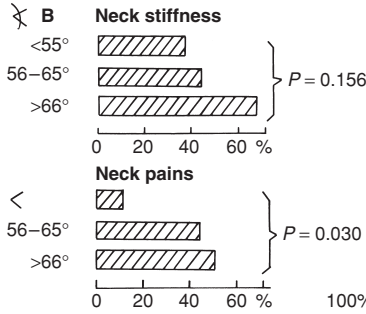 ∢ B Neck stiffness
<55°
56–65° P = 0.156
>66°
0 20 40 60 %
Neck pains
<
56–65° P = 0.030
>66°
0 20 40 60 % 100%